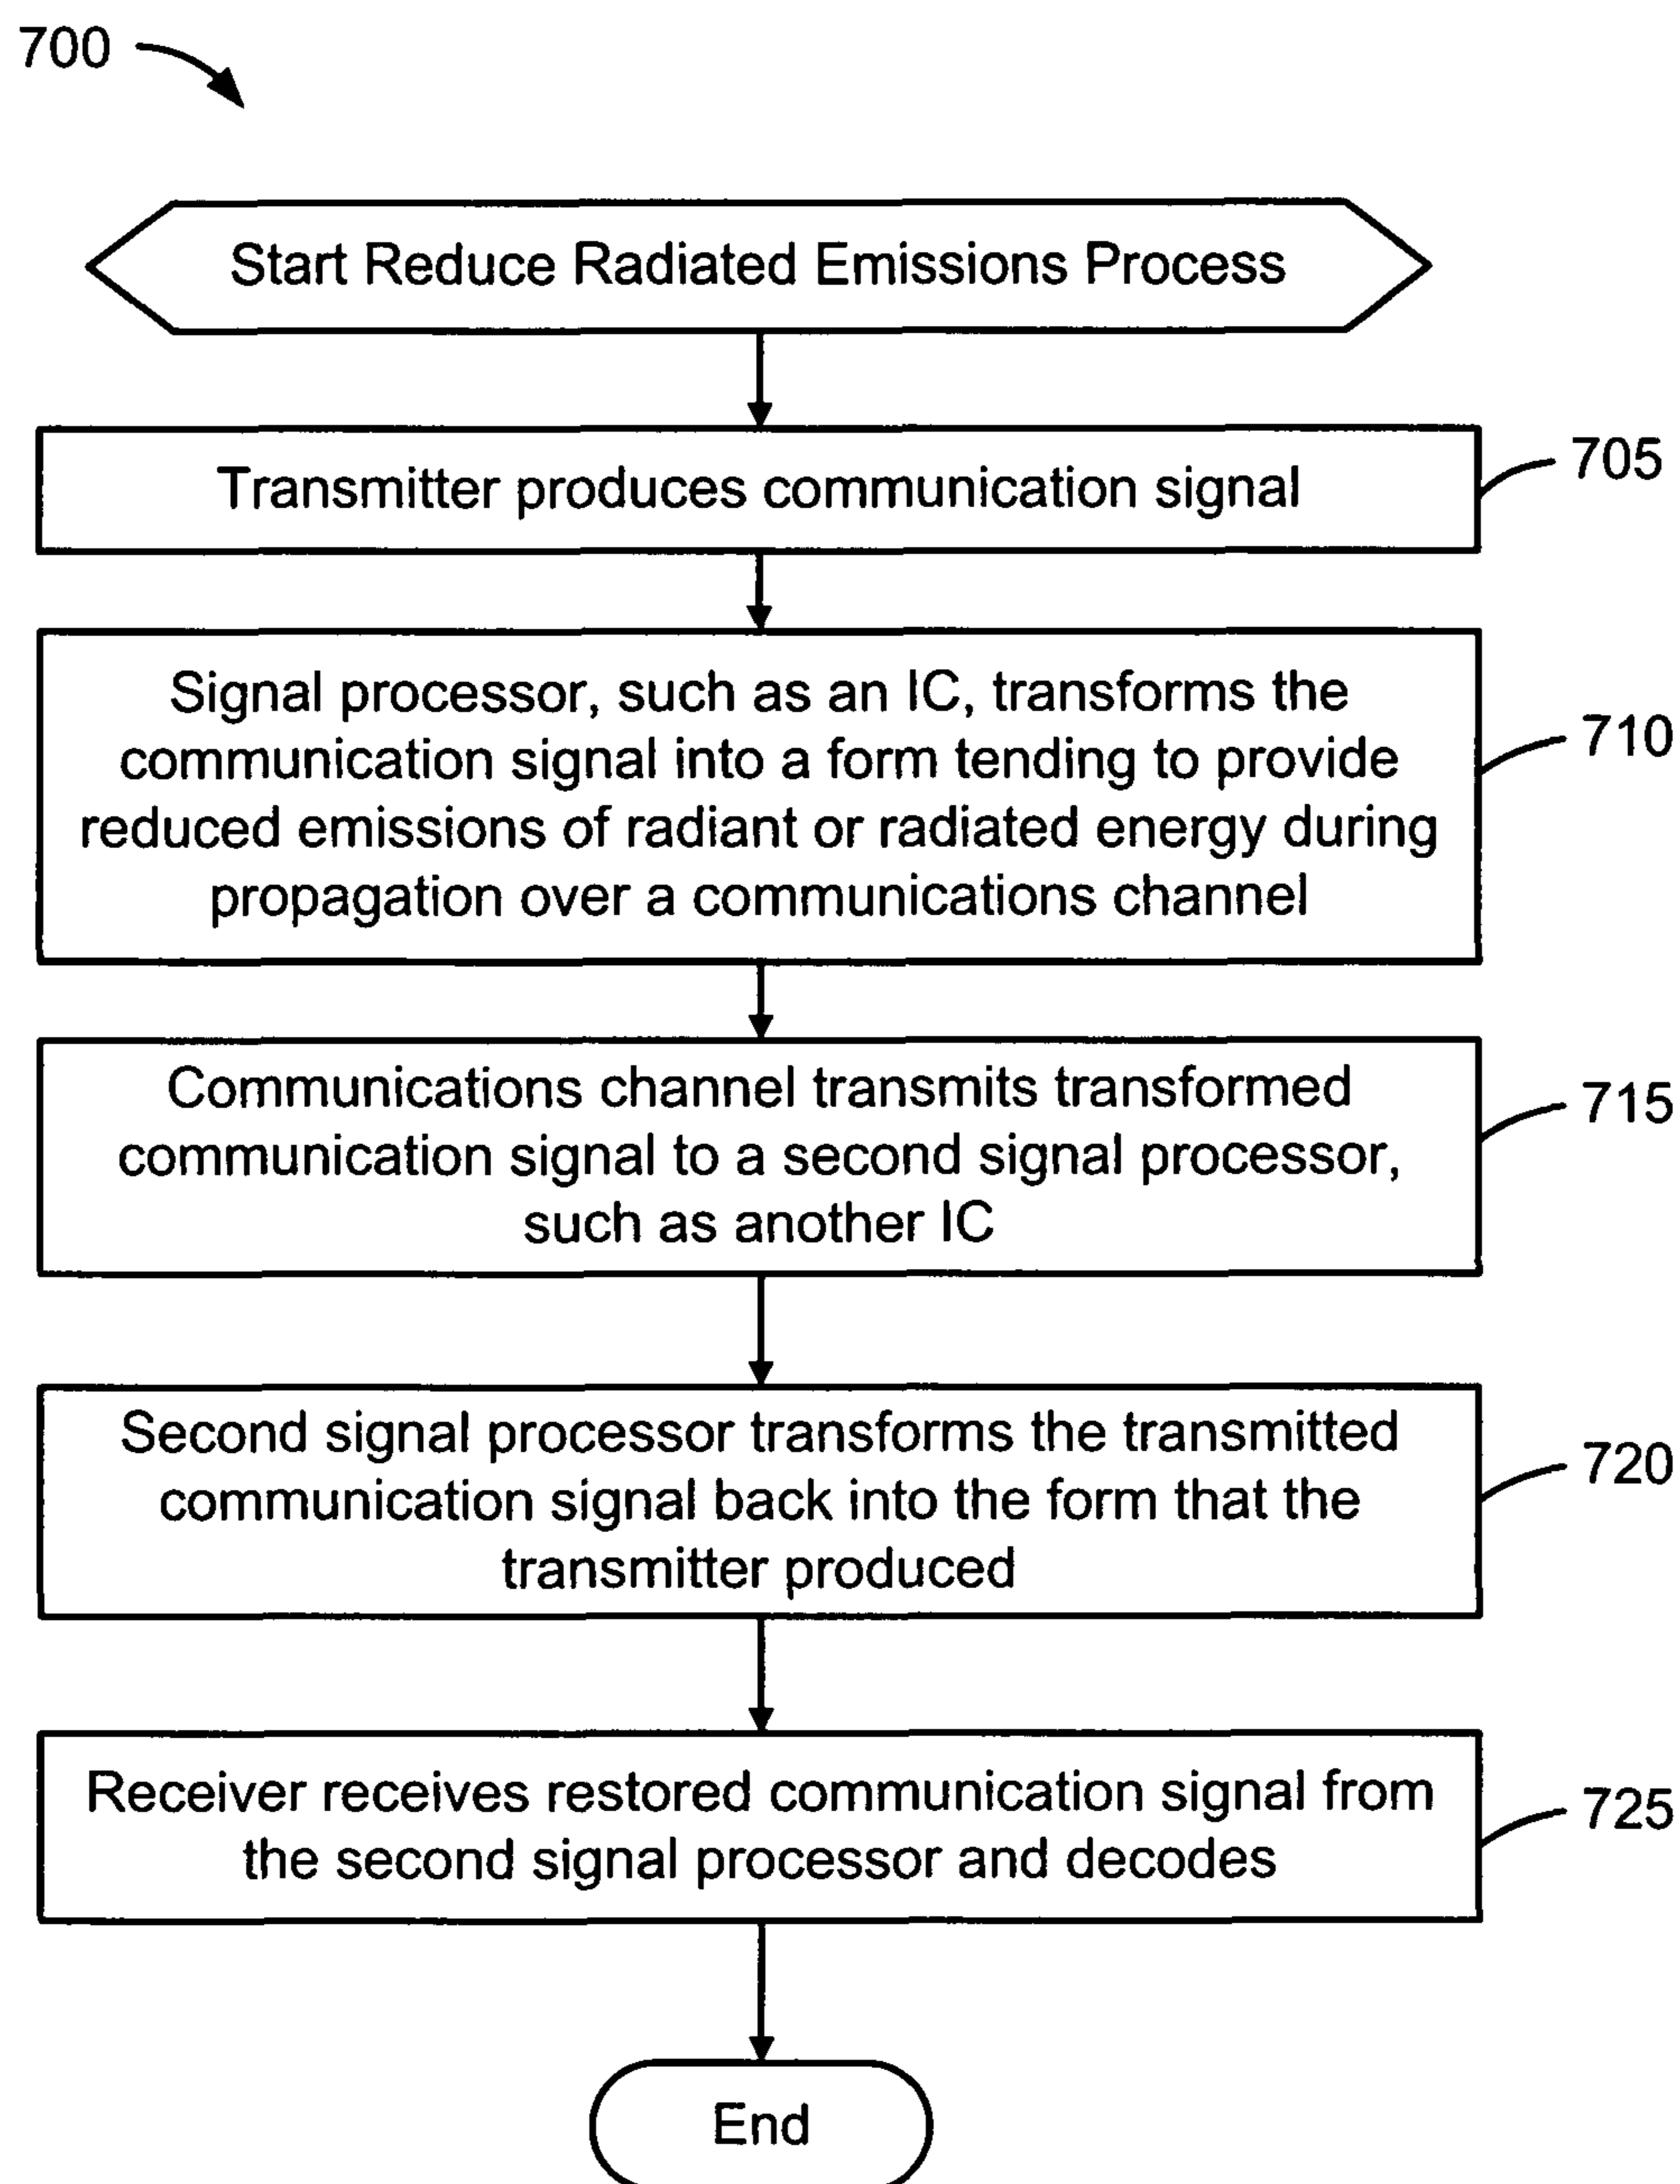 700
Start Reduce Radiated Emissions Process
Transmitter produces communication signal
705
Signal processor, such as an IC, transforms the
communication signal into a form tending to provide
reduced emissions of radiant or radiated energy during
propagation over a communications channel
710
Communications channel transmits transformed
communication signal to a second signal processor,
such as another IC
715
Second signal processor transforms the transmitted
communication signal back into the form that the
transmitter produced
720
Receiver receives restored communication signal from
the second signal processor and decodes
725
End